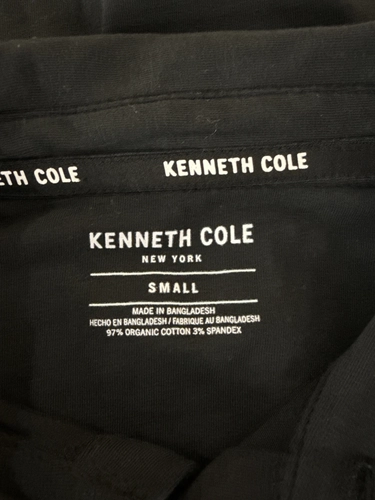 ETH COLE
KENNETH COLE
KENNETH COLE
NEW YORK
SMALL
MADE IN BANGLADESH
HECHO EN BANGLADESH / FABRIQUE AU BANGLADESH
97% ORGANIC COTTON 3% SPANDEX